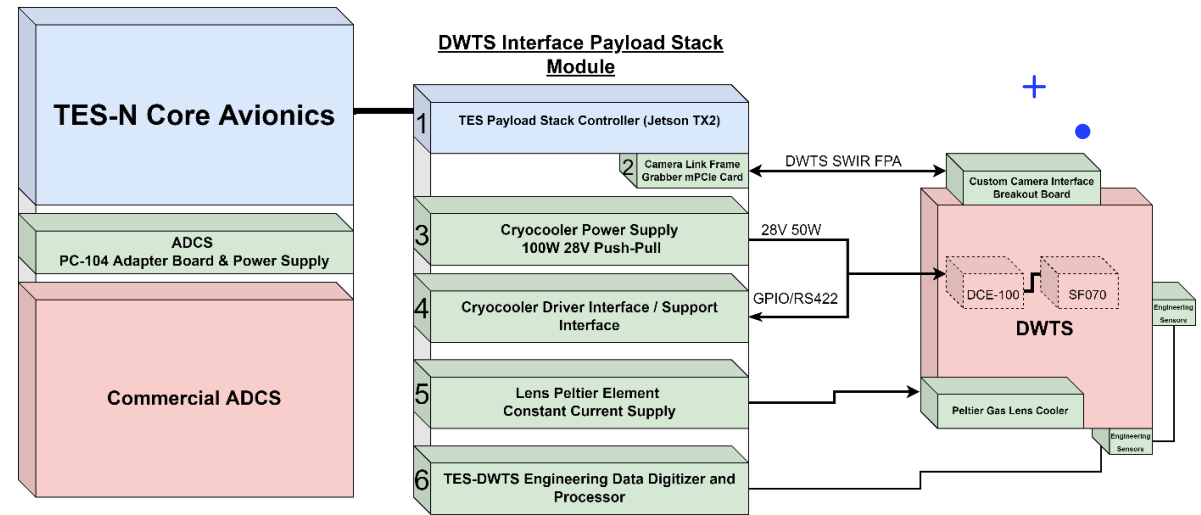 DWTS Interface Payload Stack
Module
TES-N Core Avionics
ADCS
PC-104 Adapter Board & Power Supply
Commercial ADCS
1
TES Payload Stack Controller (Jetson TX2)
2
Camera Link Frame
Grabber mPCIe Card
3
Cryocooler Power Supply
100W 28V Push-Pull
4
Cryocooler Driver Interface / Support
Interface
5
Lens Peltier Element
Constant Current Supply
6
TES-DWTS Engineering Data Digitizer and
Processor
DWTS SWIR FPA
28V 50W
GPIO/RS422
Custom Camera Interface
Breakout Board
DCE-100
SF070
DWTS
Engineering
Sensors
Peltier Gas Lens Cooler
Engineering
Sensors